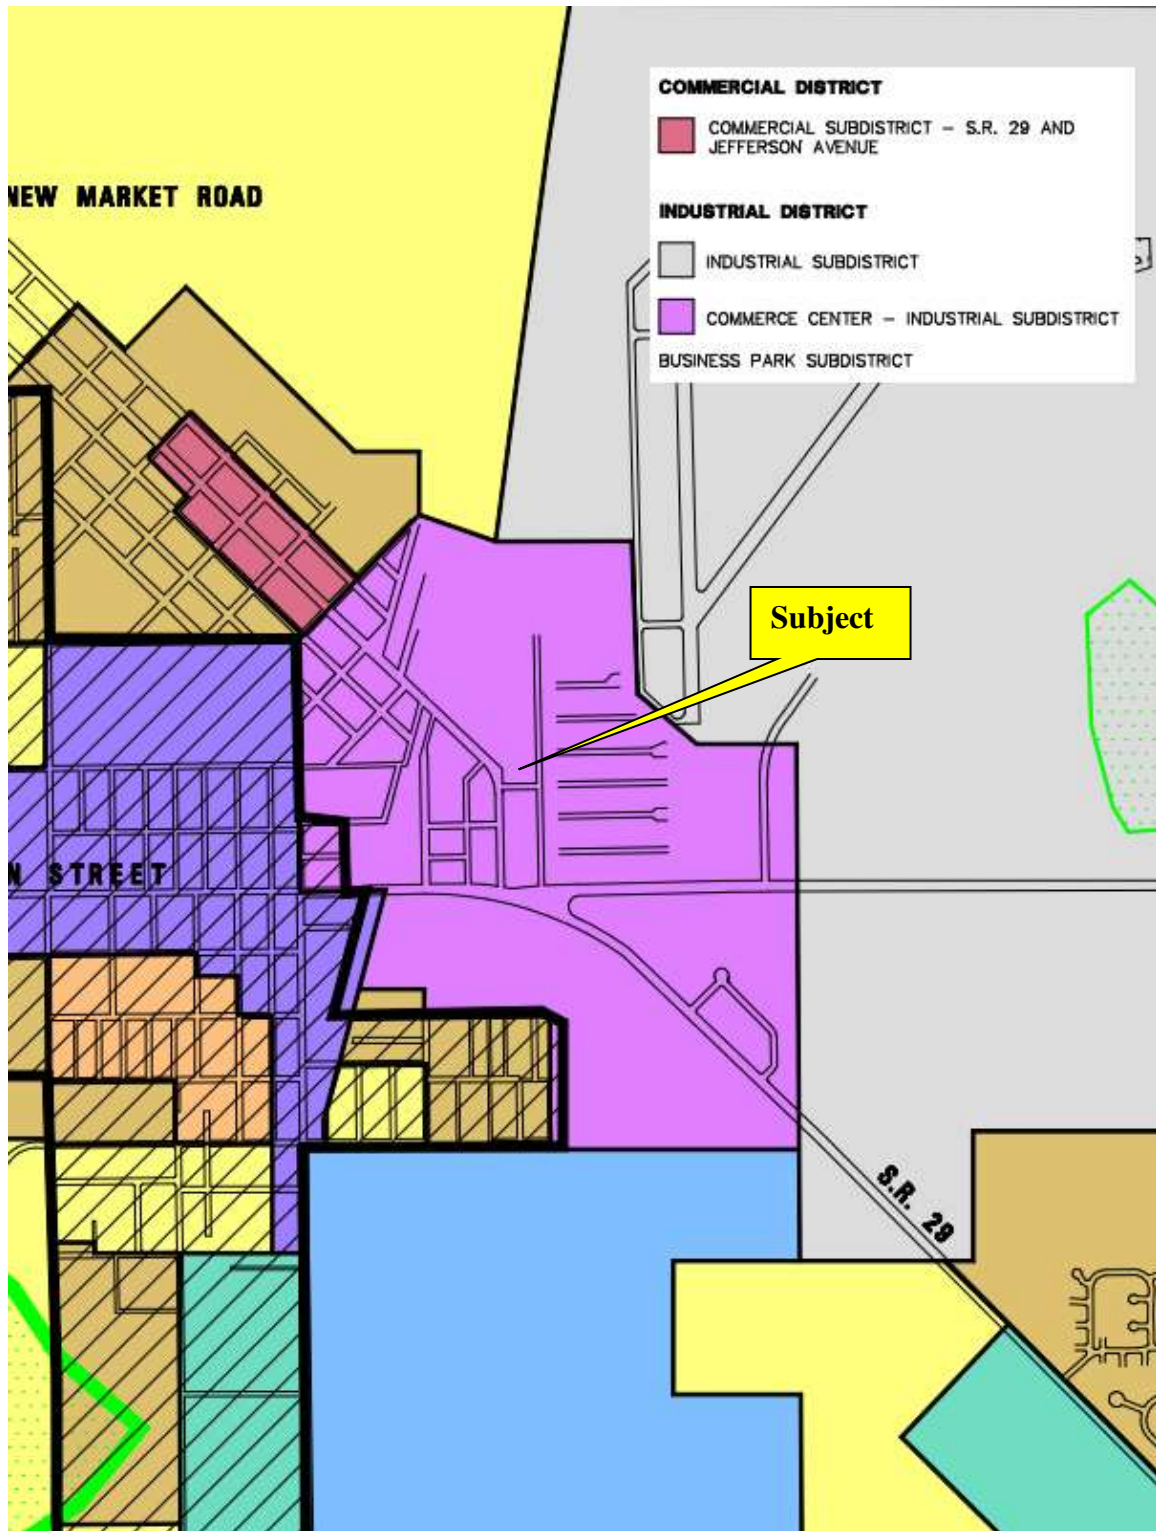 COMMERCIAL DISTRICT
COMMERCIAL SUBDISTRICT – S.R. 29 AND
JEFFERSON AVENUE
NEW MARKET ROAD
INDUSTRIAL DISTRICT
INDUSTRIAL SUBDISTRICT
COMMERCE CENTER – INDUSTRIAL SUBDISTRICT
BUSINESS PARK SUBDISTRICT
Subject
N STREET
S.R. 29